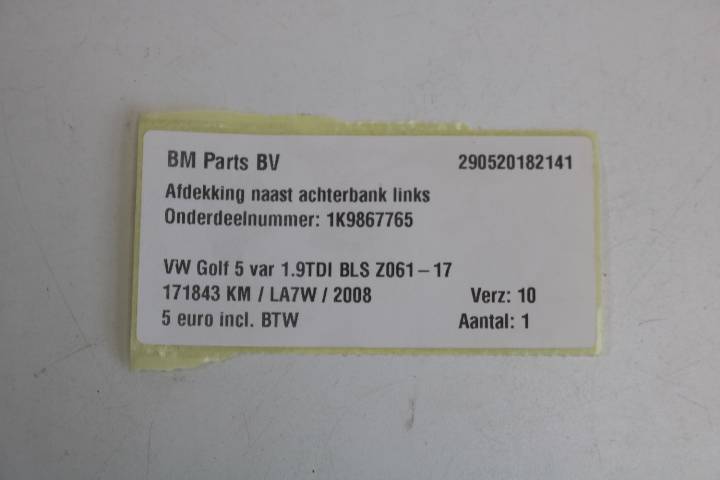 BM Parts BV 290520182141
Afdekking naast achterbank links
Onderdeelnummer: 1K9867765
VW Golf 5 var 1.9TDI BLS Z061-17
171843 KM / LA7W / 2008 Verz: 10
5 euro incl. BTW Aantal: 1